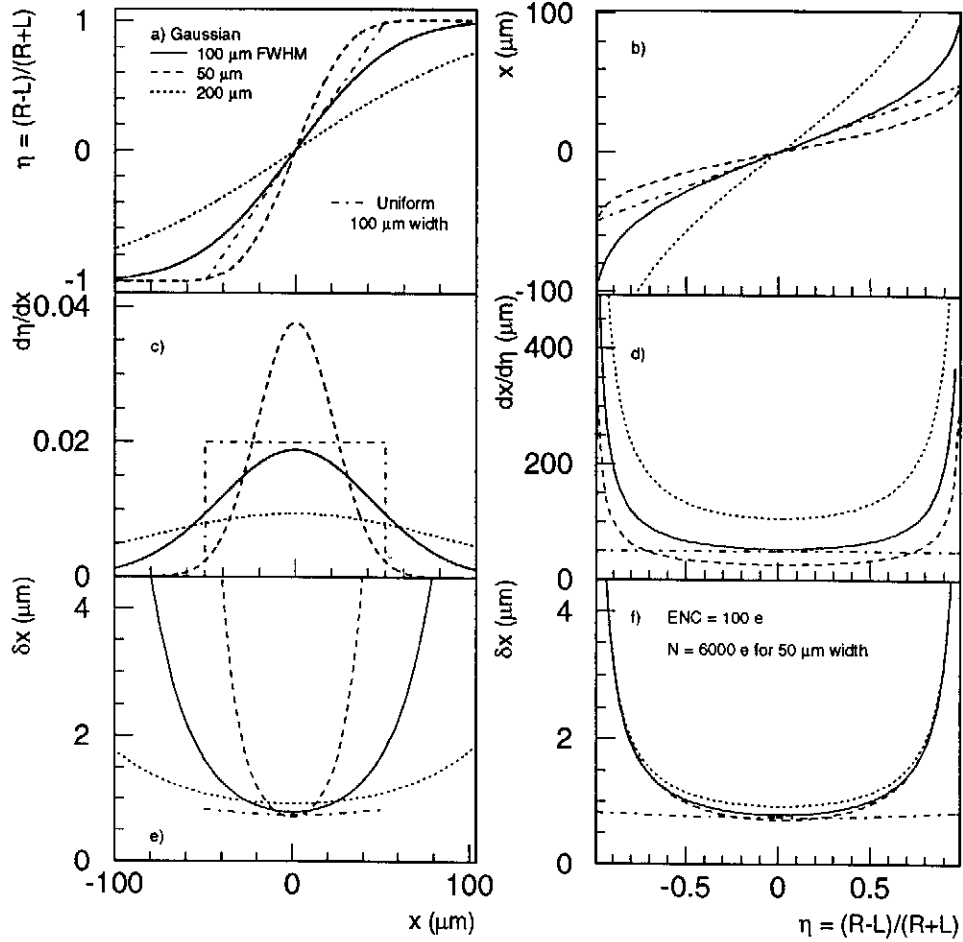 η = (R-L)/(R+L)
1
0
-1
a) Gaussian
100 µm FWHM
50 µm
200 µm
Uniform
100 µm width
x (µm)
100
0
-100
b)
dη/dx
0.04
0.02
0
c)
dx/dη (µm)
400
200
0
d)
δx (µm)
4
2
0
e)
-100
0
100
x (µm)
δx (µm)
4
2
0
f) ENC = 100 e
N = 6000 e for 50 µm width
-0.5
0
0.5
η = (R-L)/(R+L)